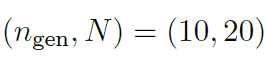 (n_gen, N) = (10, 20)